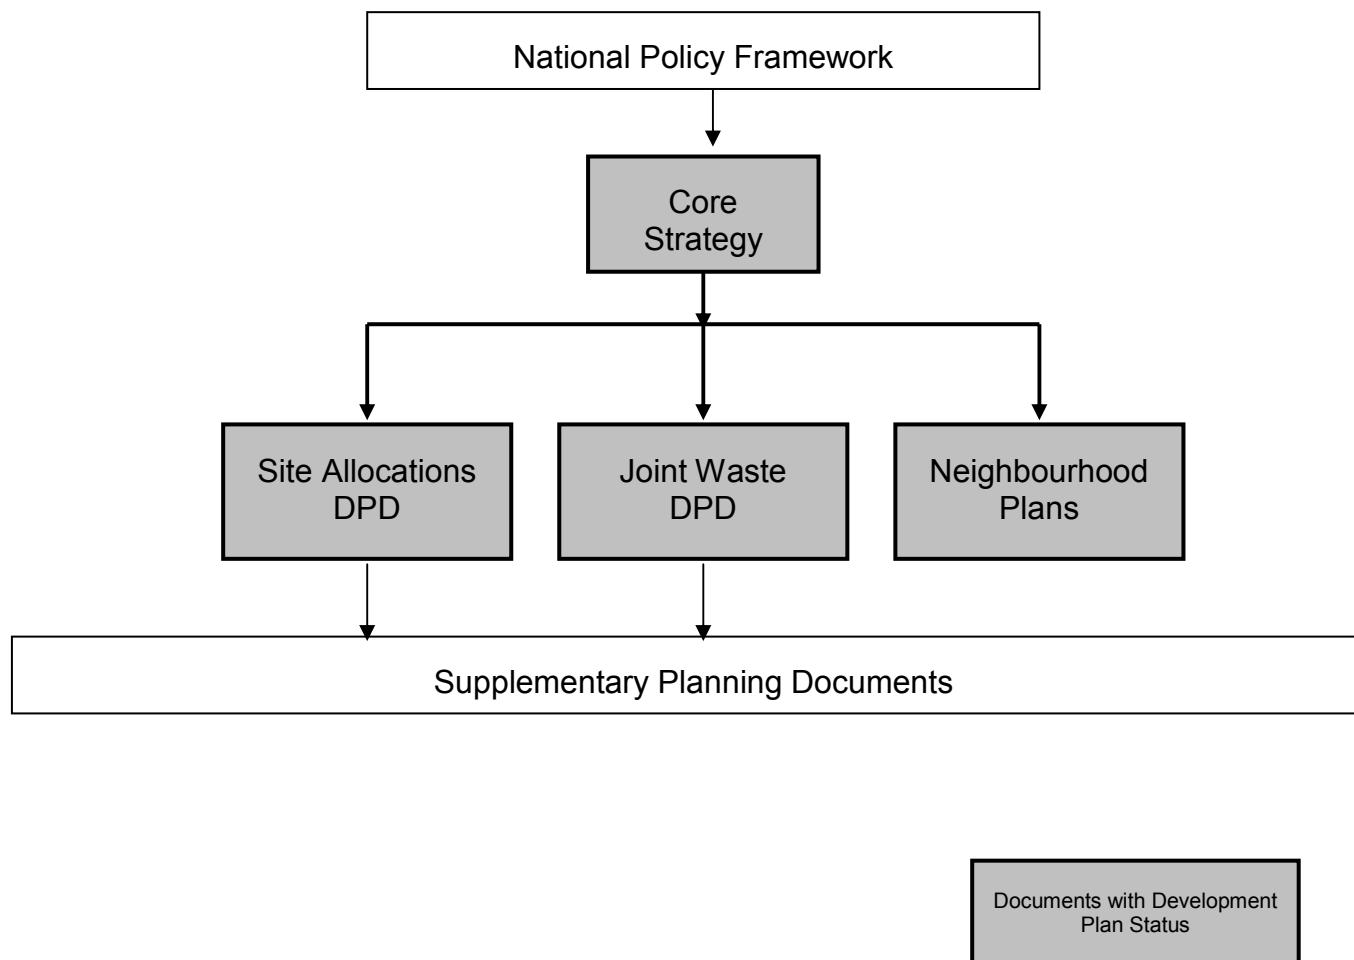 National Policy Framework
Core
Strategy
Site Allocations
DPD
Joint Waste
DPD
Neighbourhood
Plans
Supplementary Planning Documents
Documents with Development
Plan Status